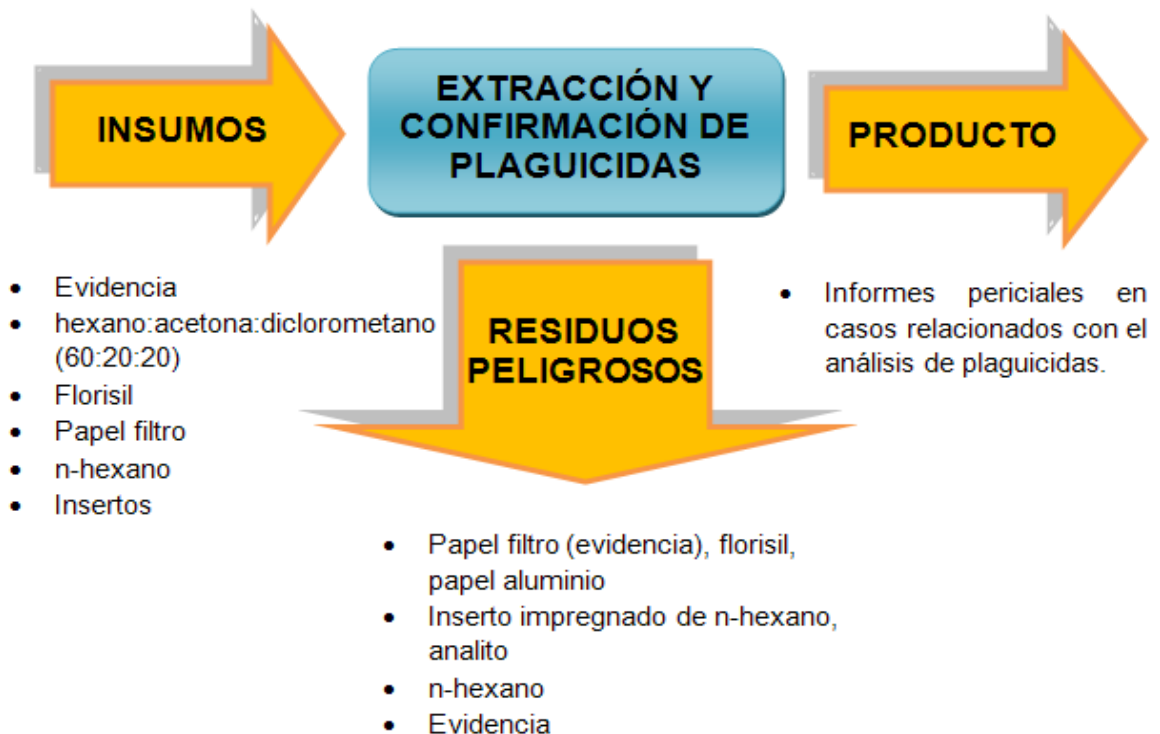 INSUMOS
EXTRACCIÓN Y
CONFIRMACIÓN DE
PLAGUICIDAS
PRODUCTO
• Evidencia
• hexano:acetona:diclorometano
(60:20:20)
• Florisil
• Papel filtro
• n-hexano
• Insertos
RESIDUOS
PELIGROSOS
• Informes periciales en
casos relacionados con el
análisis de plaguicidas.
• Papel filtro (evidencia), florisil,
papel aluminio
• Inserto impregnado de n-hexano,
analito
• n-hexano
• Evidencia